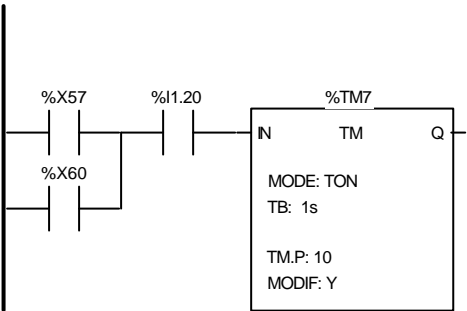 %X57 %I1.20 %TM7
IN TM Q
%X60
MODE: TON
TB: 1s
TM.P: 10
MODIF: Y